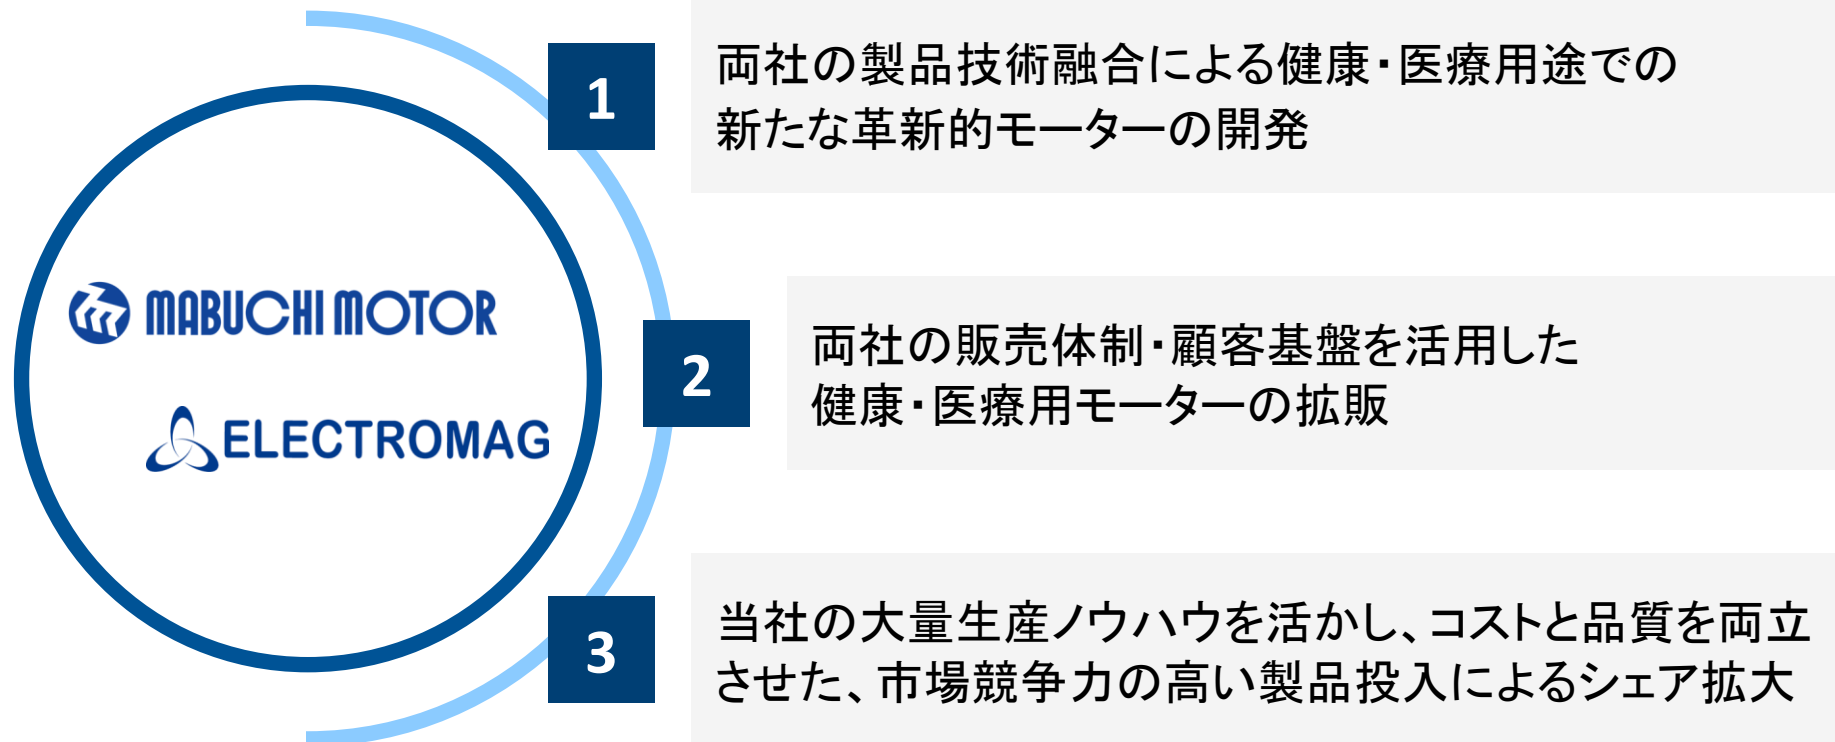 MABUCHI MOTOR
ELECTROMAG
1
両社の製品技術融合による健康・医療用途での
新たな革新的モーターの開発
2
両社の販売体制・顧客基盤を活用した
健康・医療用モーターの拡販
3
当社の大量生産ノウハウを活かし、コストと品質を両立
させた、市場競争力の高い製品投入によるシェア拡大